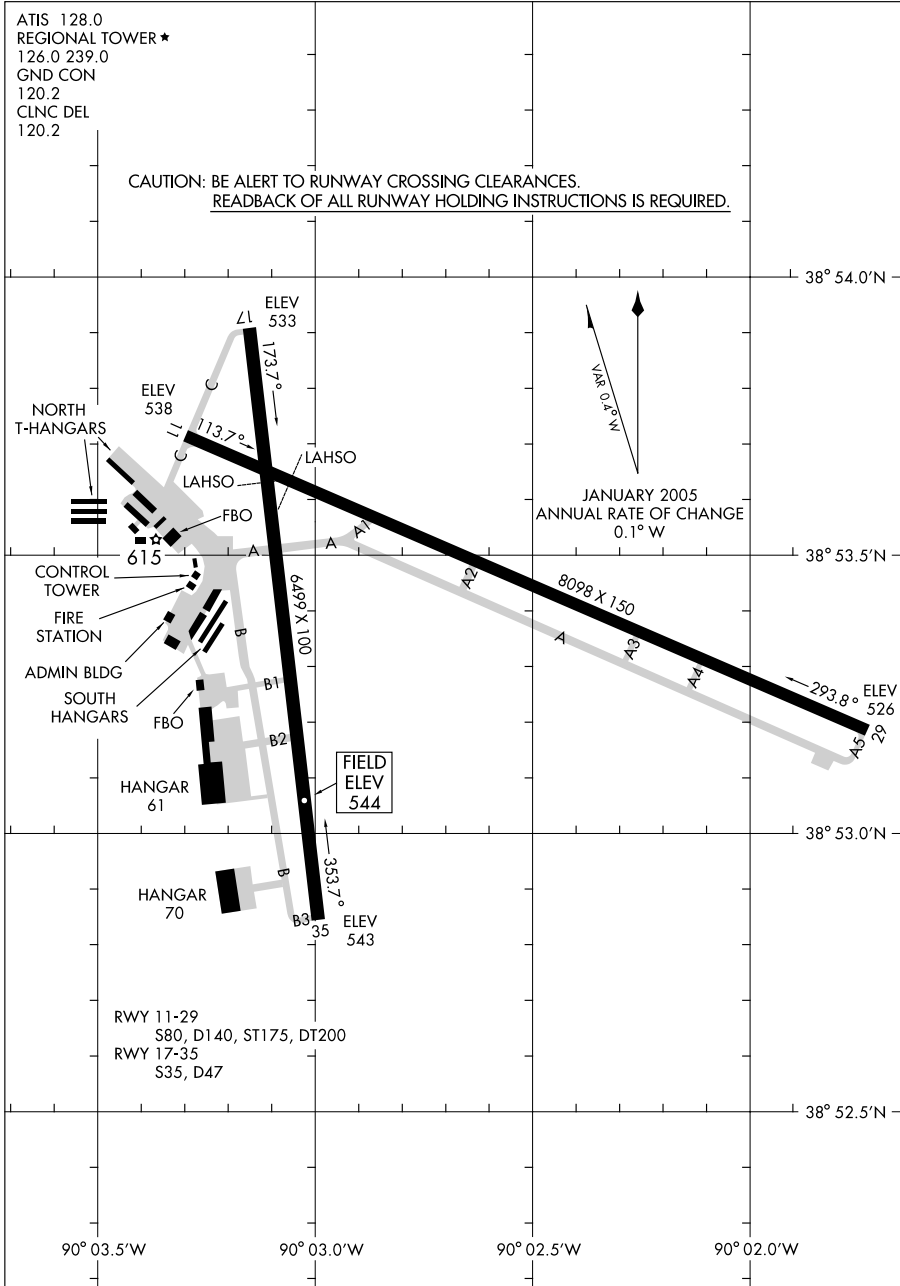 ATIS 128.0
REGIONAL TOWER ★
126.0 239.0
GND CON
120.2
CLNC DEL
120.2
CAUTION: BE ALERT TO RUNWAY CROSSING CLEARANCES.
READBACK OF ALL RUNWAY HOLDING INSTRUCTIONS IS REQUIRED.
38° 54.0'N
ELEV
533
17
173.7°
C
VAR 0.4° W
JANUARY 2005
ANNUAL RATE OF CHANGE
0.1° W
ELEV
538
11
113.7°
C
NORTH
T-HANGARS
LAHSO
LAHSO
FBO
615
A
A
A1
38° 53.5'N
CONTROL
TOWER
FIRE
STATION
ADMIN BLDG
SOUTH
HANGARS
FBO
6499 X 100
A2
8098 X 150
A
A3
A4
293.8°
ELEV
526
29
A5
B
B1
B2
HANGAR
61
FIELD
ELEV
544
38° 53.0'N
353.7°
HANGAR
70
B
B3
35
ELEV
543
RWY 11-29
S80, D140, ST175, DT200
RWY 17-35
S35, D47
38° 52.5'N
90° 03.5'W
90° 03.0'W
90° 02.5'W
90° 02.0'W